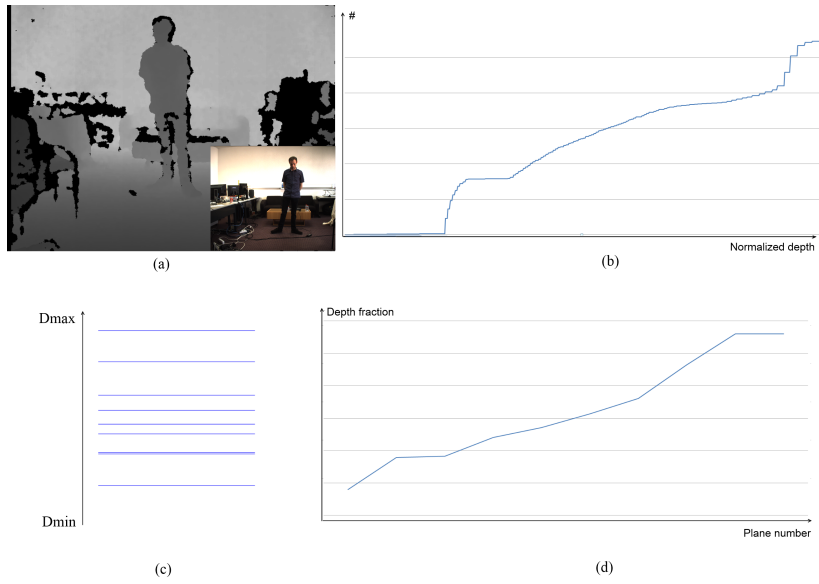 #
Normalized depth
(a)
(b)
Dmax
Dmin
Depth fraction
Plane number
(c)
(d)